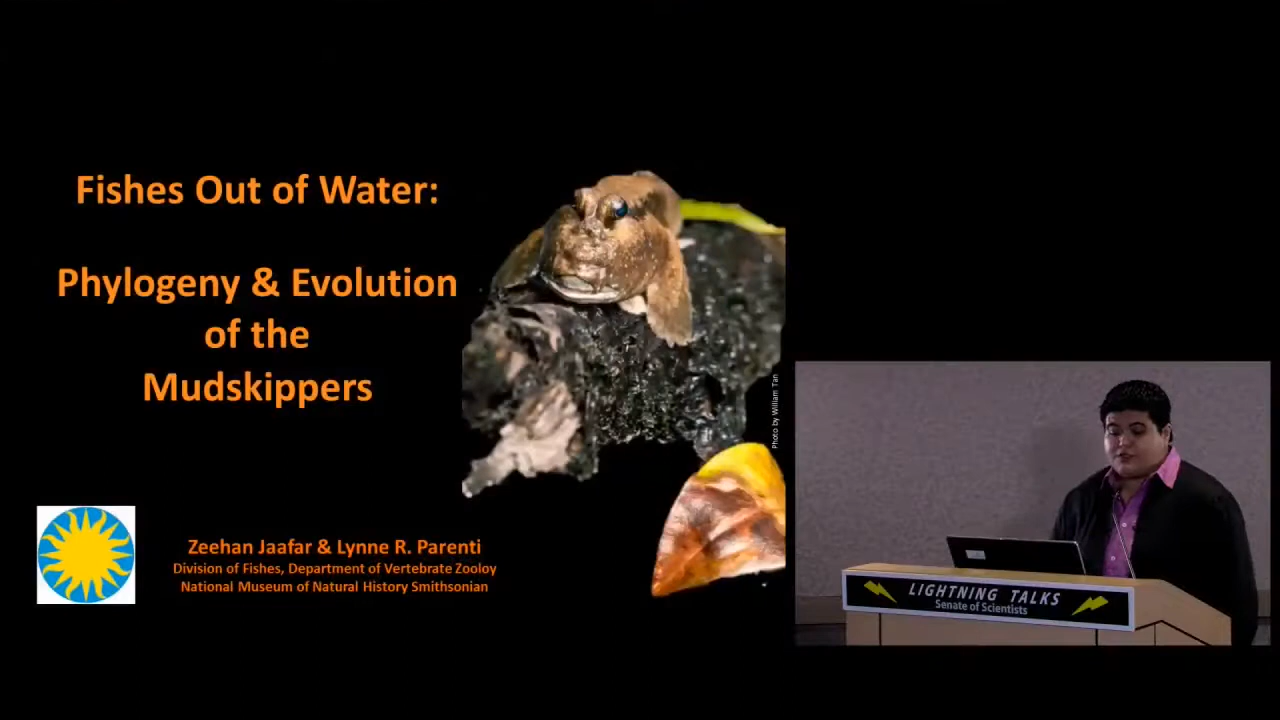 Fishes Out of Water:
Phylogeny & Evolution
of the
Mudskippers
Photo by William Tan
Zeehan Jaafar & Lynne R. Parenti
Division of Fishes, Department of Vertebrate Zooloy
National Museum of Natural History Smithsonian
LIGHTNING TALKS
Senate of Scientists